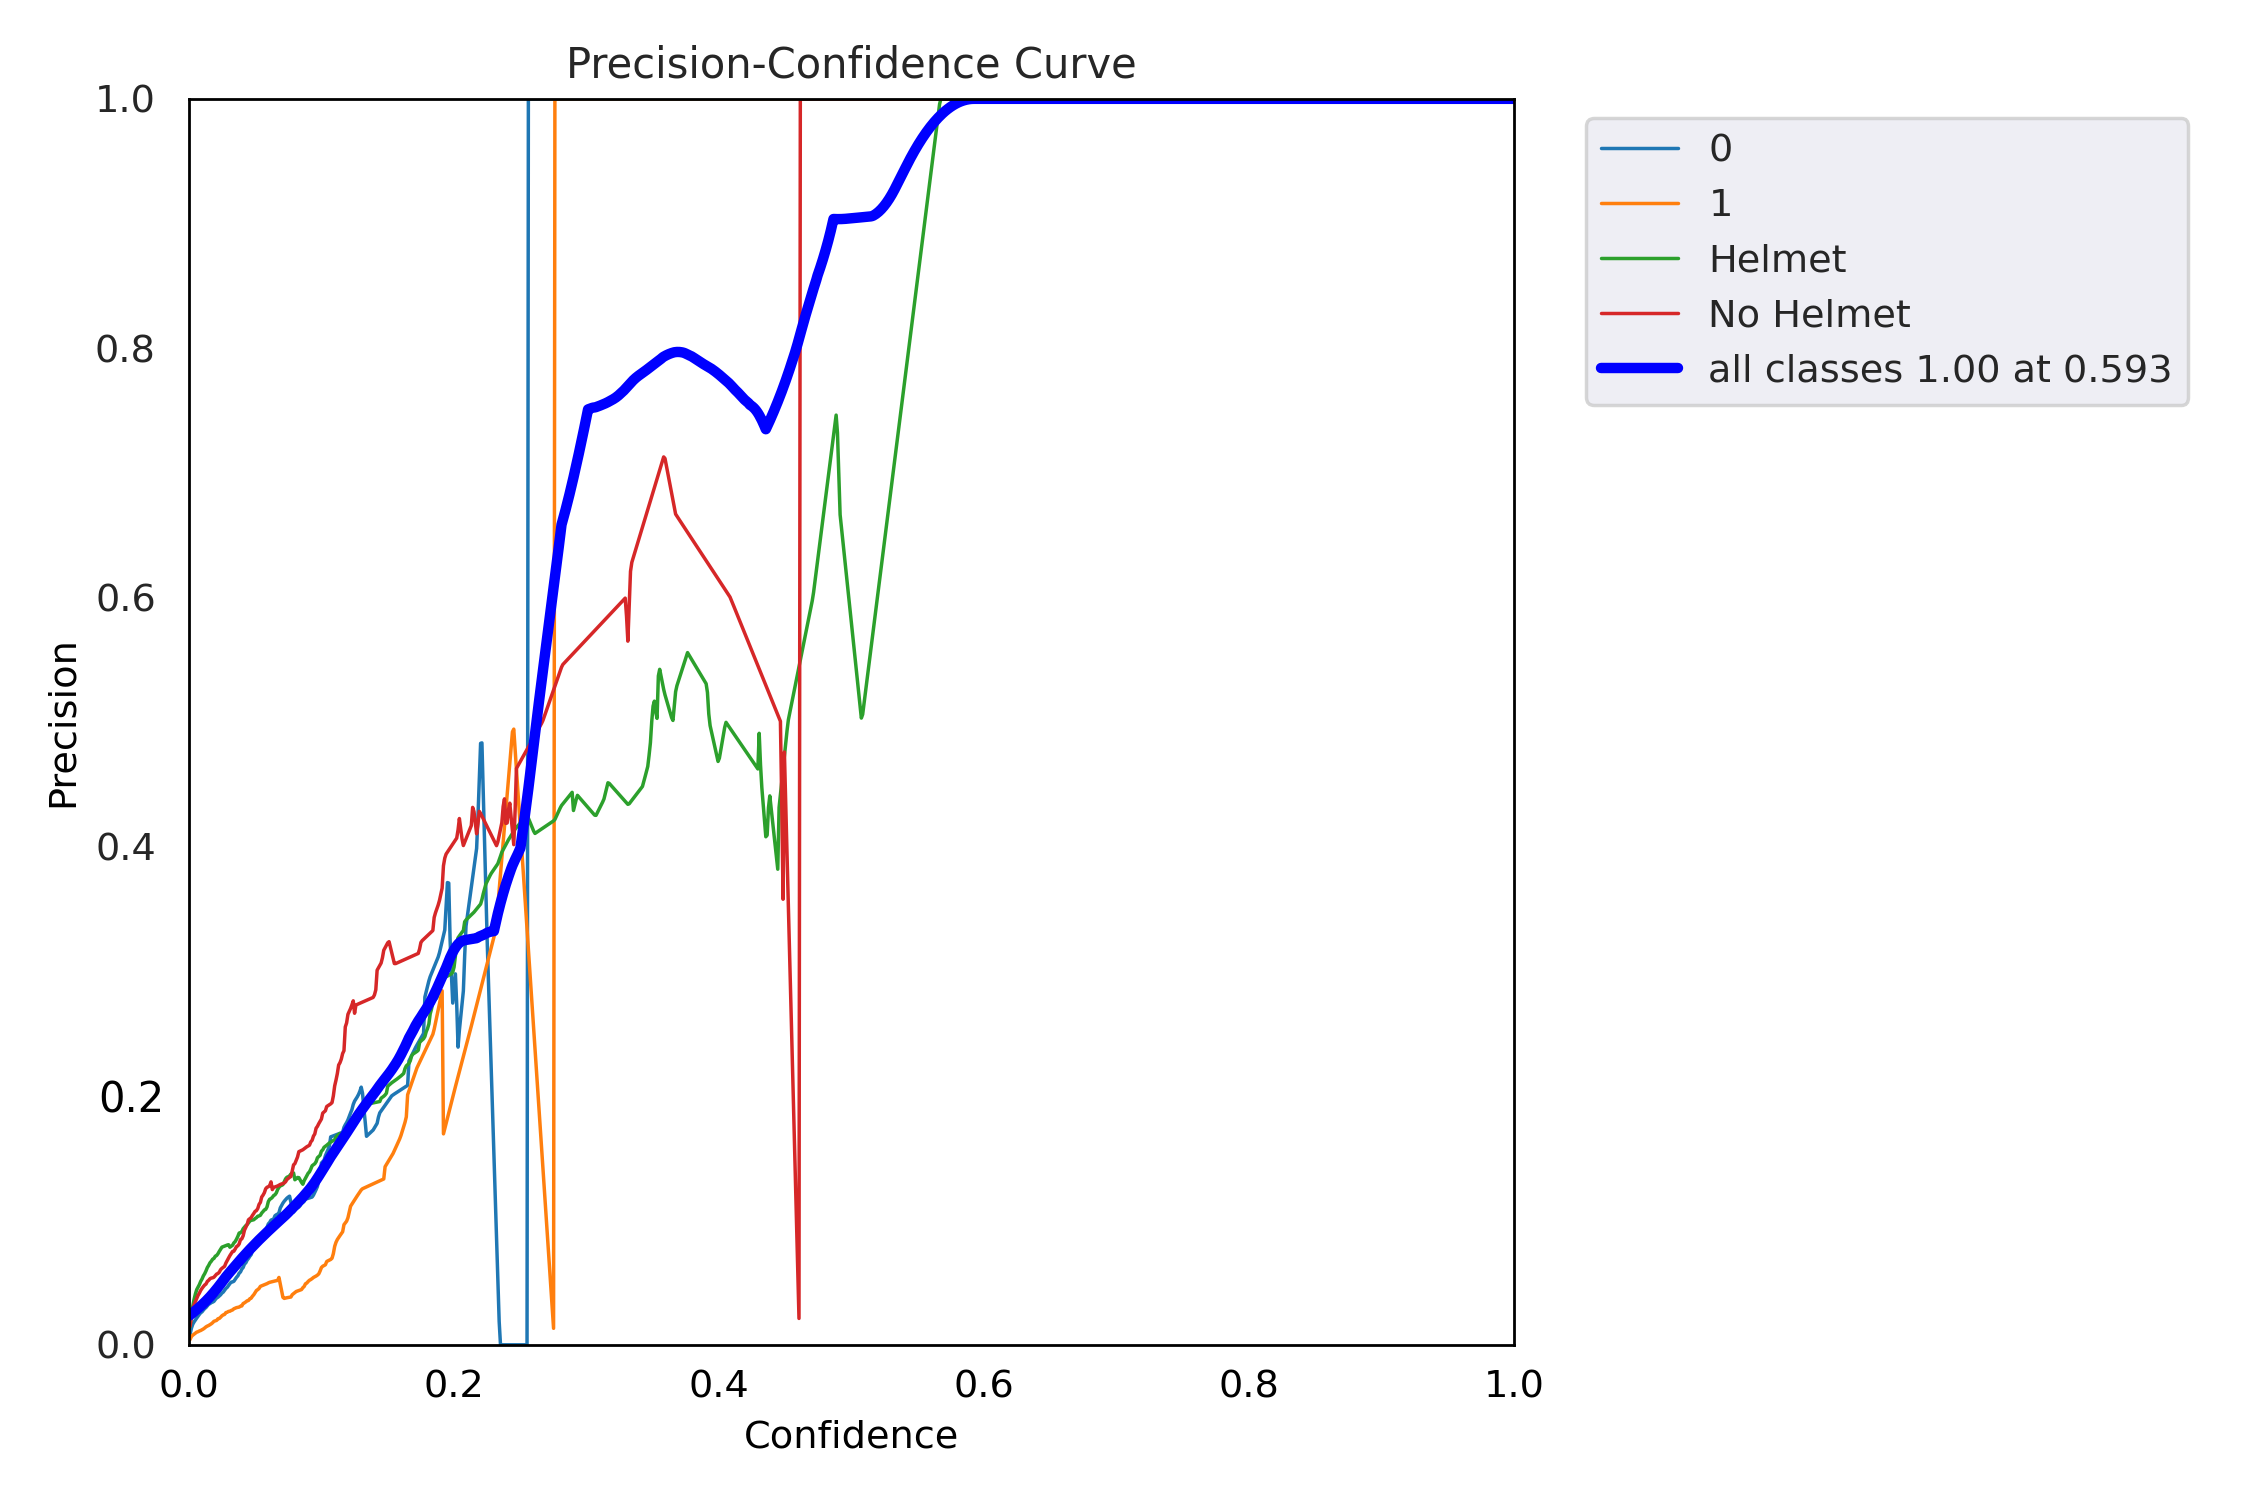 Precision-Confidence Curve
1.0
0.8
0.6
0.4
0.2
0.0
Precision
0.0 0.2 0.4 0.6 0.8 1.0
Confidence
0
1
Helmet
No Helmet
all classes 1.00 at 0.593